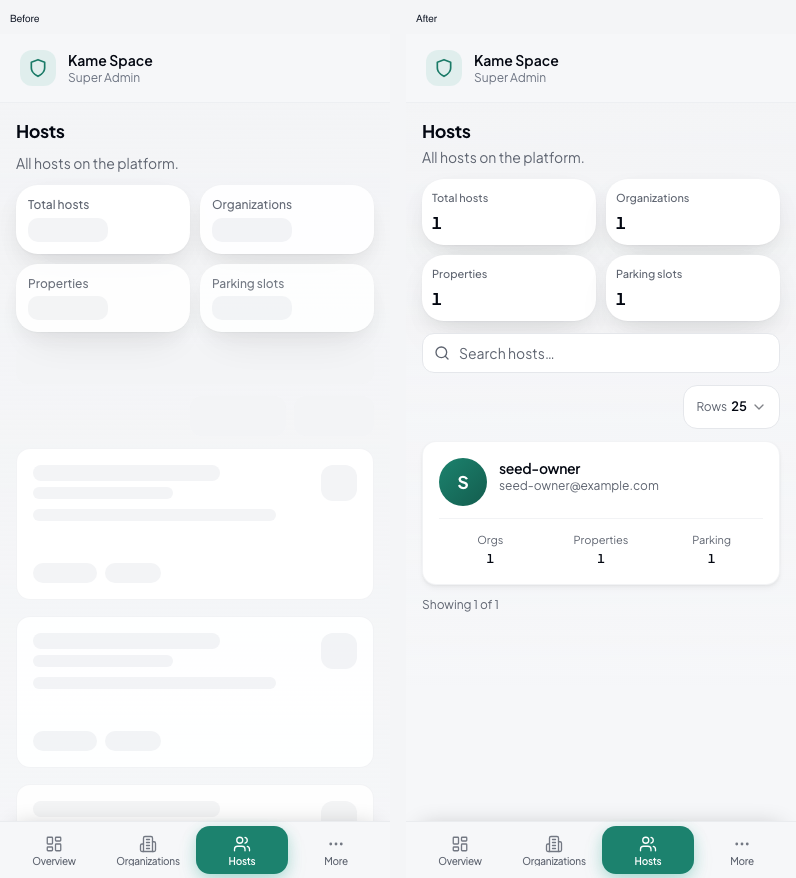 Before
Kame Space
Super Admin
Hosts
All hosts on the platform.
Total hosts
Organizations
Properties
Parking slots
Overview
Organizations
Hosts
More
After
Kame Space
Super Admin
Hosts
All hosts on the platform.
Total hosts
1
Organizations
1
Properties
1
Parking slots
1
Search hosts...
Rows 25
S
seed-owner
seed-owner@example.com
Orgs
1
Properties
1
Parking
1
Showing 1 of 1
Overview
Organizations
Hosts
More